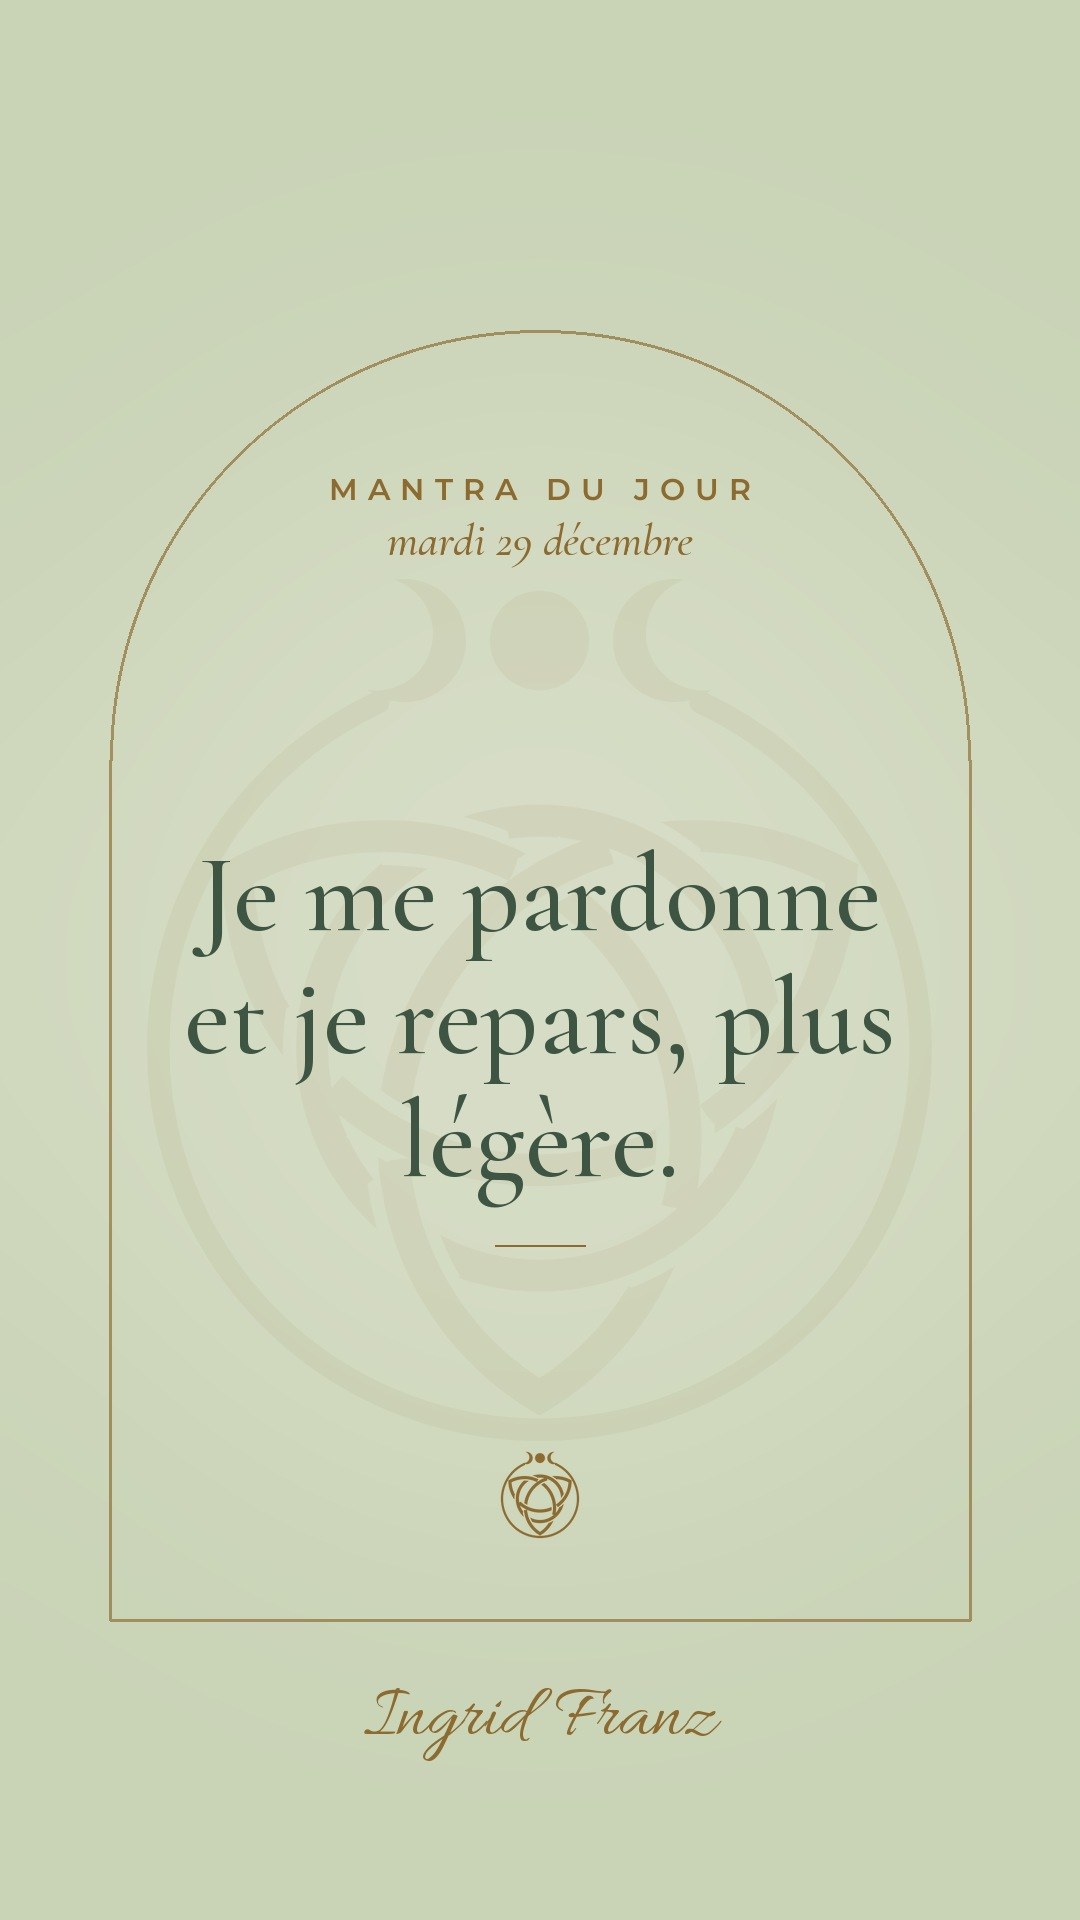 MANTRA DU JOUR
mardi 29 décembre
Je me pardonne
et je repars, plus
légère.
Ingrid Franz